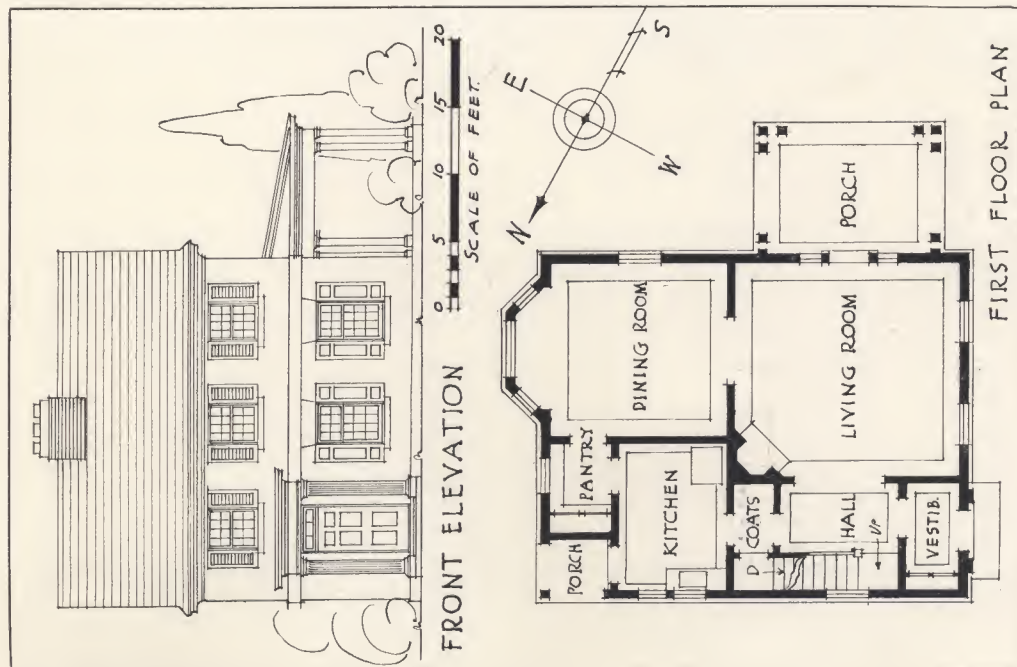 FRONT ELEVATION
0 5 10 15 20
SCALE OF FEET.
N
E
S
W
PORCH
PANTRY
DINING ROOM
KITCHEN
D
COATS
HALL
UP
VESTIB.
LIVING ROOM
PORCH
FIRST FLOOR PLAN